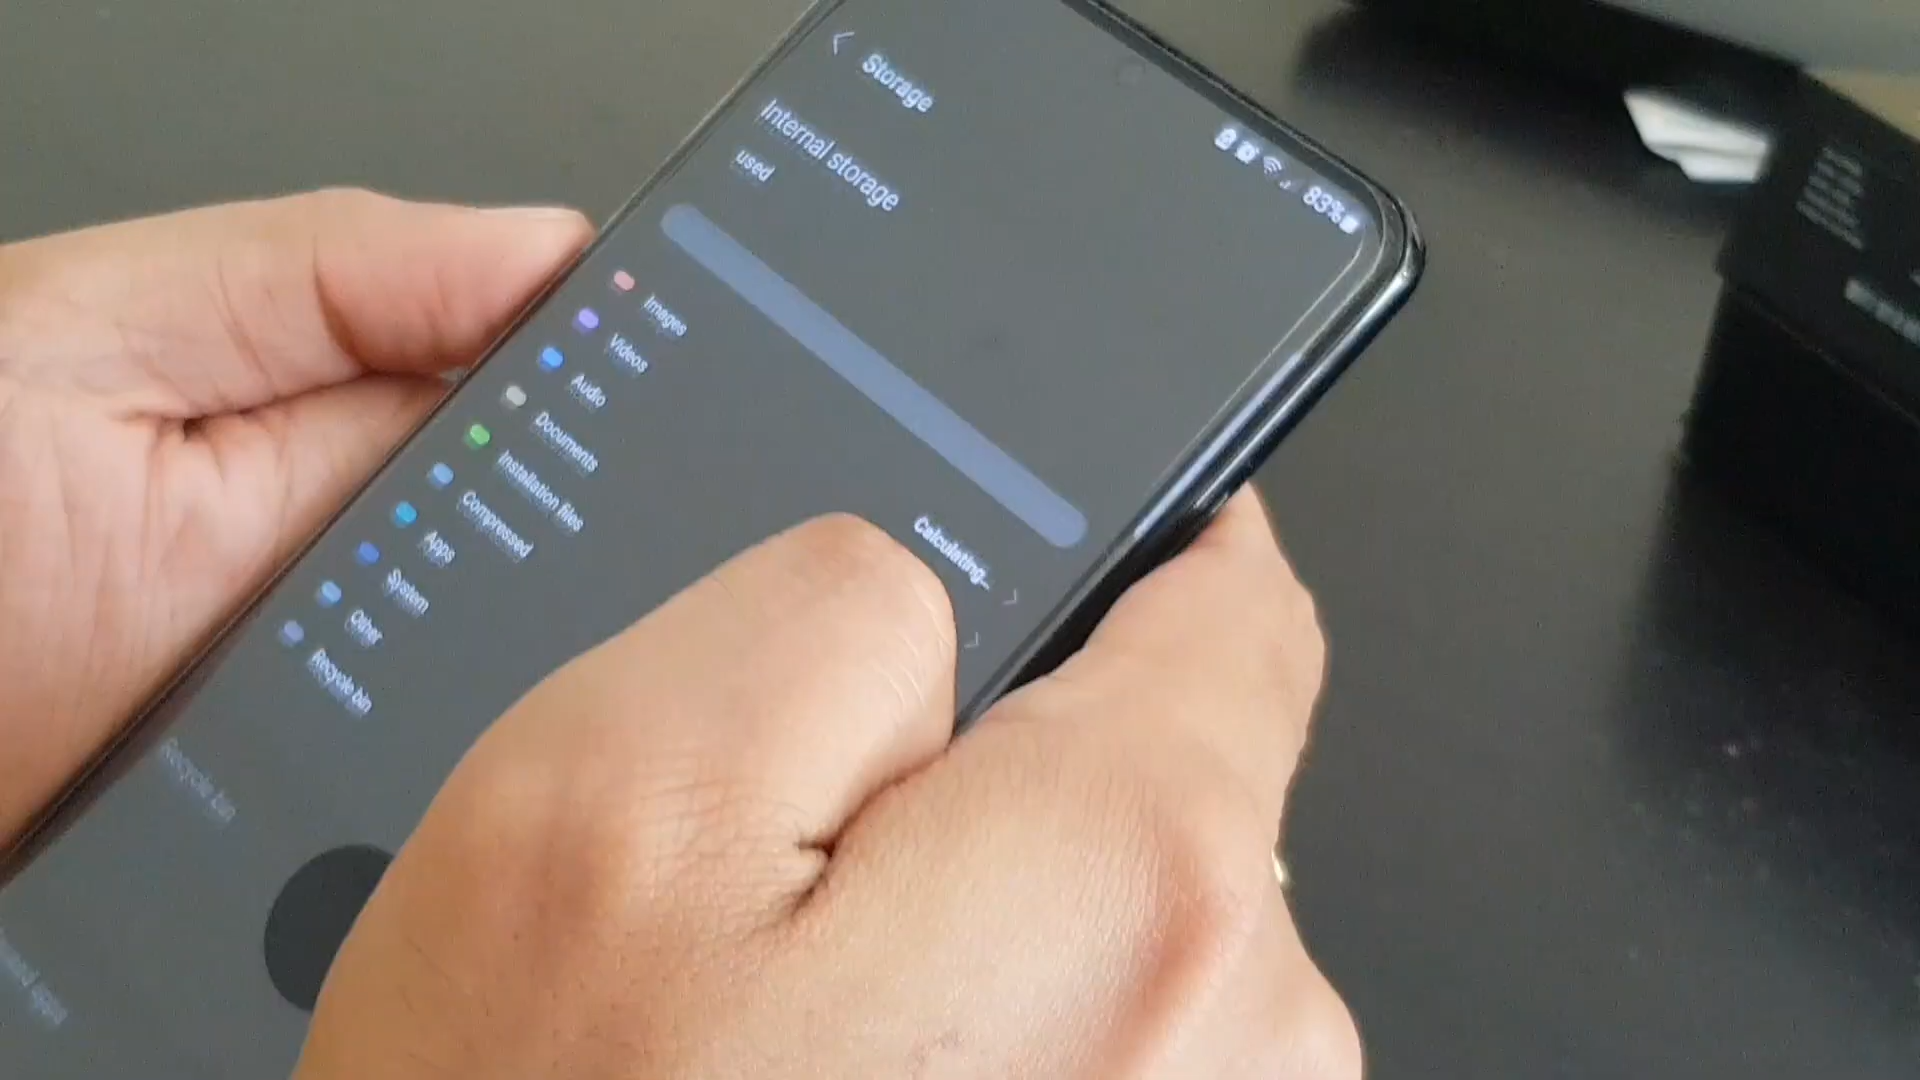 Storage
83%
Internal storage
used
Images
Calculating...
Videos
Audio
Documents
Installation files
Compressed
Apps
System
Other
Recycle bin
Recycle bin
apps